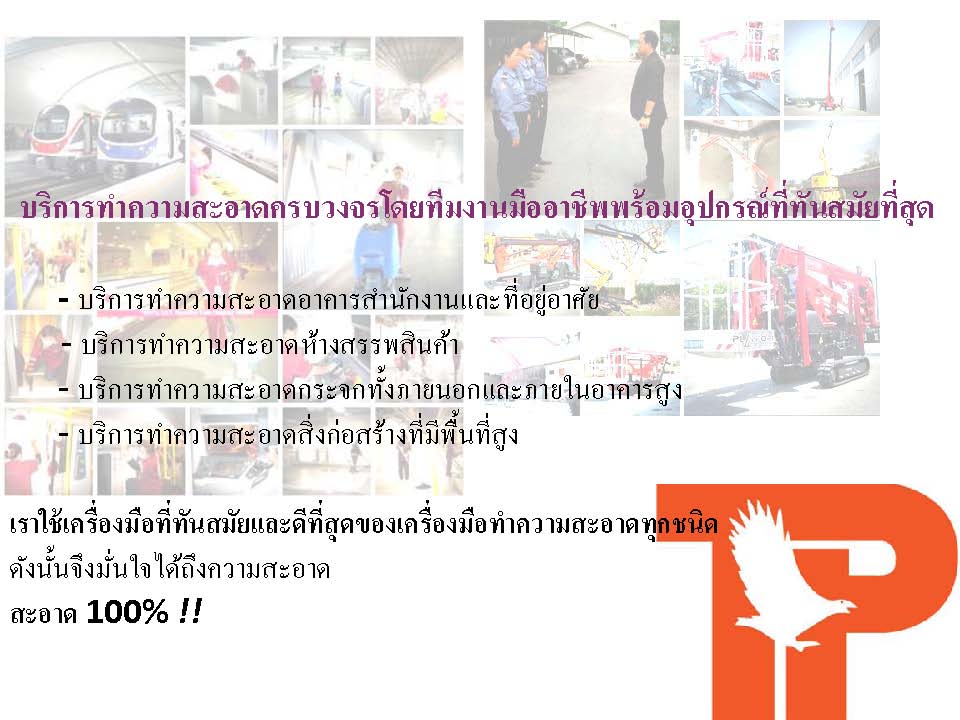 บริการทำความสะอาดครบวงจรโดยทีมงานมืออาชีพพร้อมอุปกรณ์ที่ทันสมัยที่สุด
- บริการทำความสะอาดอาคารสำนักงานและที่อยู่อาศัย
- บริการทำความสะอาดห้างสรรพสินค้า
- บริการทำความสะอาดกระจกทั้งภายนอกและภายในอาคารสูง
- บริการทำความสะอาดสิ่งก่อสร้างที่มีพื้นที่สูง
เราใช้เครื่องมือที่ทันสมัยและดีที่สุดของเครื่องมือทำความสะอาดทุกชนิด
ดังนั้นจึงมั่นใจได้ถึงความสะอาด
สะอาด 100% !!